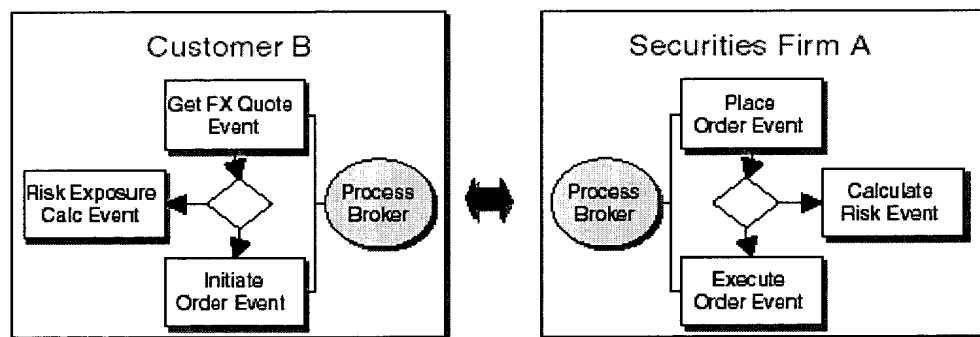 Customer B
Get FX Quote
Event
Risk Exposure
Calc Event
Process
Broker
Initiate
Order Event
Securities Firm A
Place
Order Event
Process
Broker
Calculate
Risk Event
Execute
Order Event